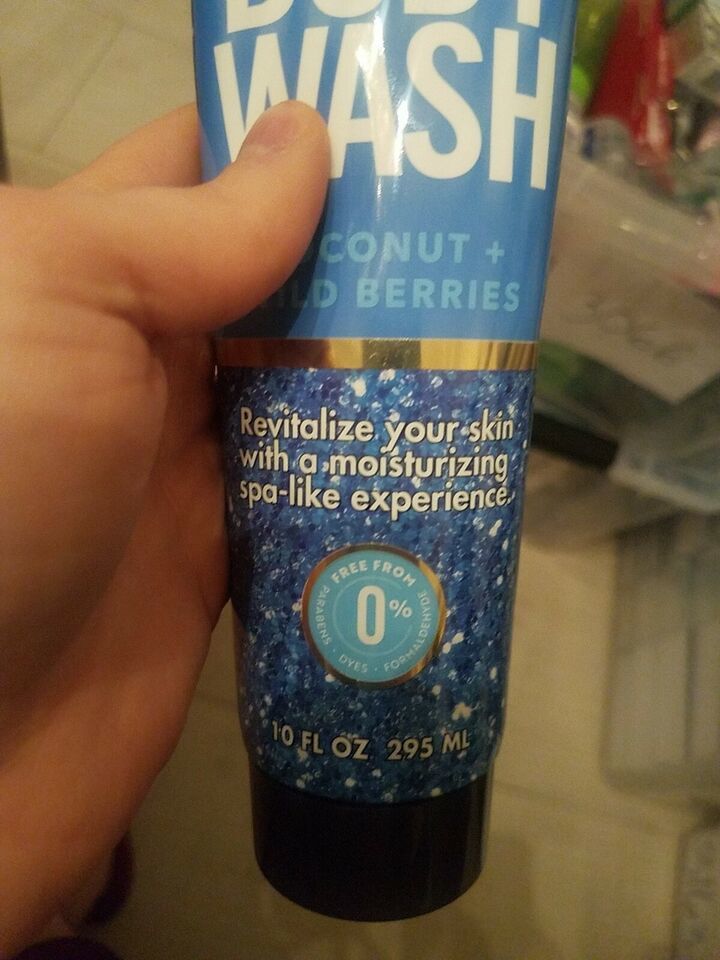 BODY
WASH
CONUT +
LD BERRIES
Revitalize your skin
with a moisturizing
spa-like experience.
FREE FROM
0%
PARABENS · DYES · FORMALDEHYDE
10 FL OZ 295 ML